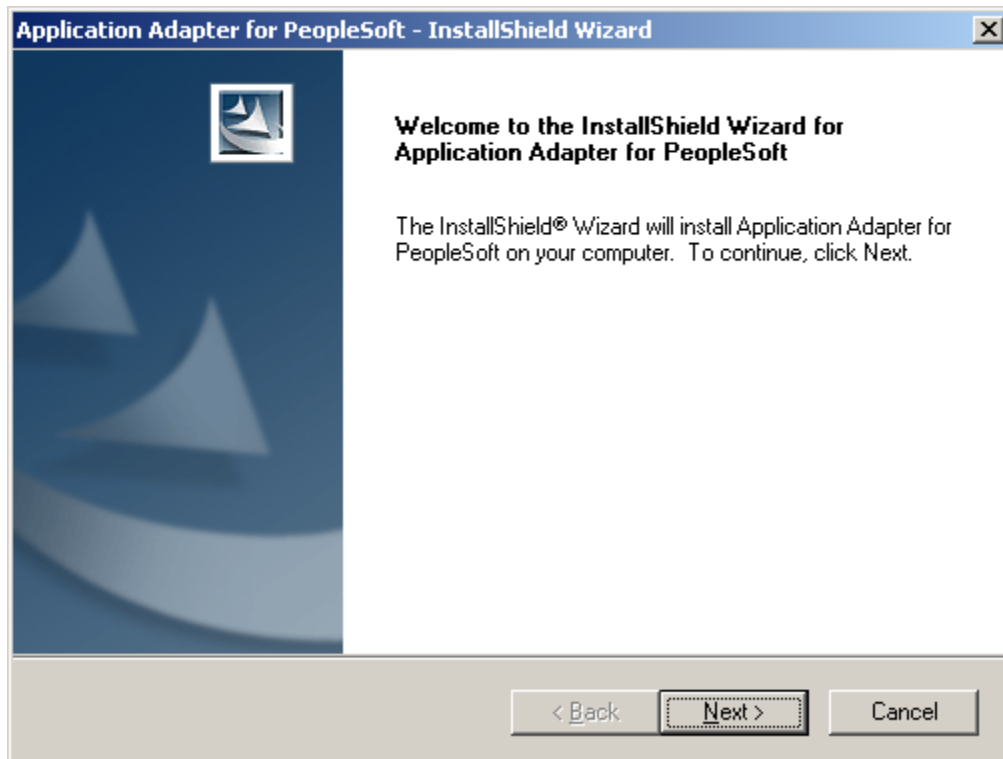 Application Adapter for PeopleSoft - InstallShield Wizard
Welcome to the InstallShield Wizard for
Application Adapter for PeopleSoft
The InstallShield® Wizard will install Application Adapter for
PeopleSoft on your computer.  To continue, click Next.
< Back
Next >
Cancel